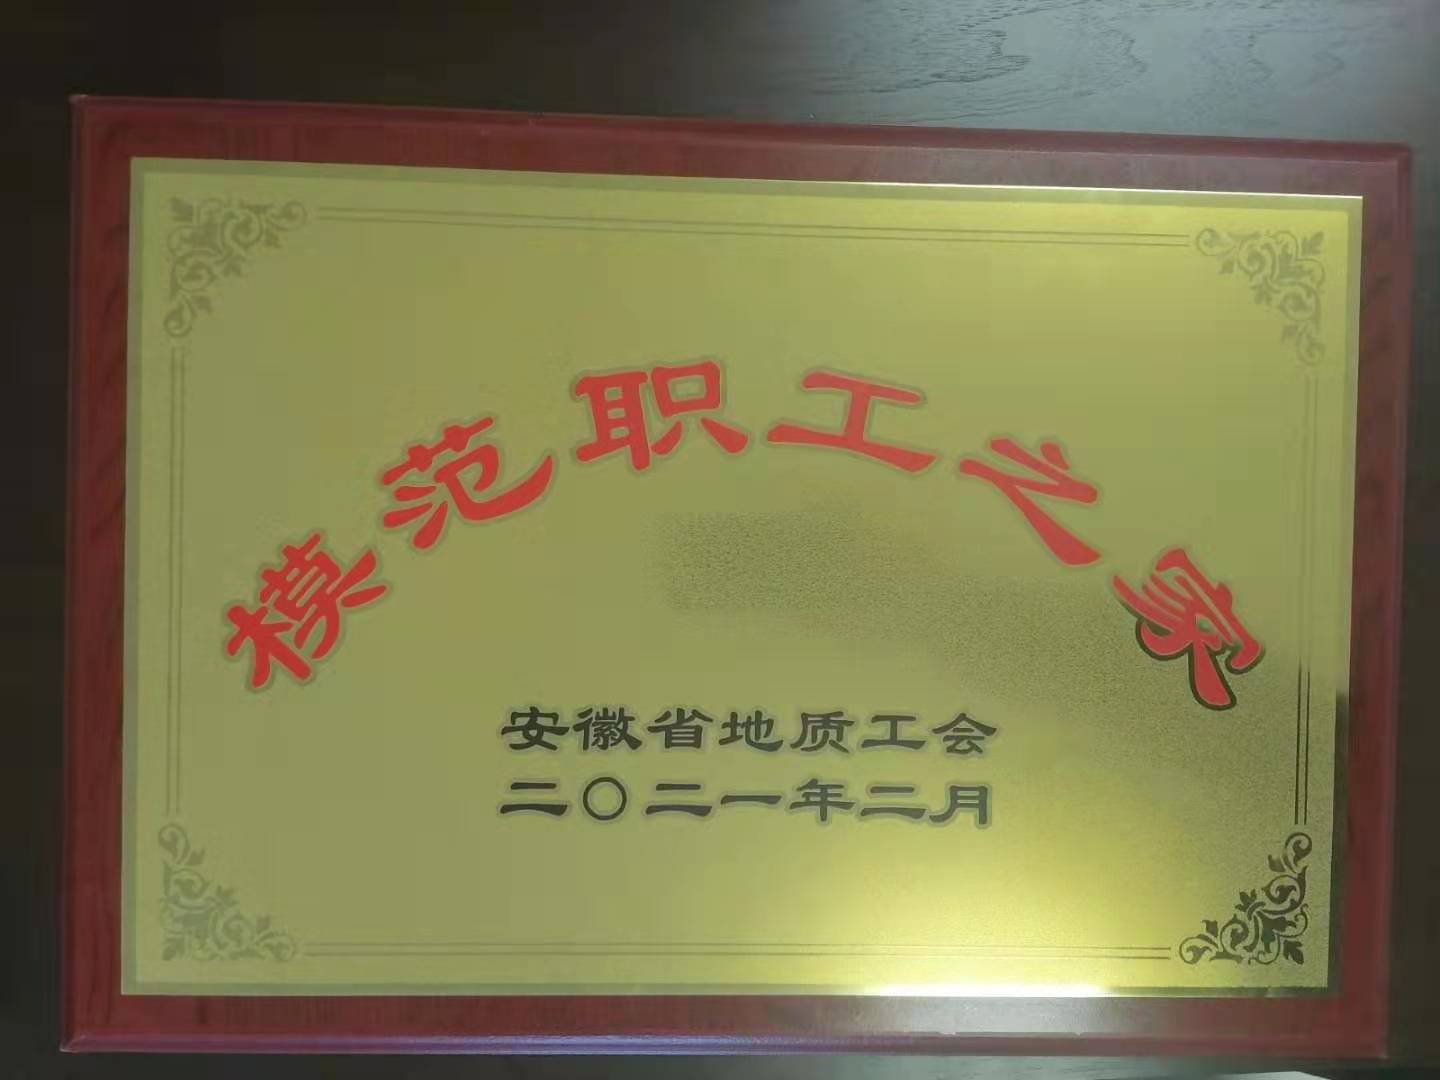 模范职工之家
安徽省地质工会
二〇二一年二月